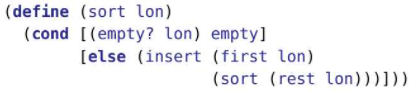 (define (sort lon)
  (cond [(empty? lon) empty]
        [else (insert (first lon)
                      (sort (rest lon)))]))